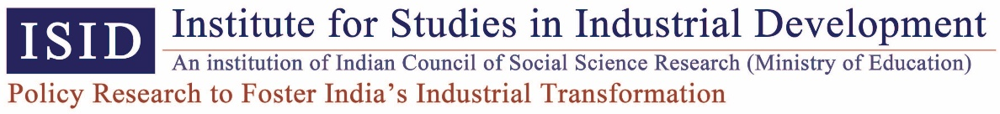 ISID
Institute for Studies in Industrial Development
An institution of Indian Council of Social Science Research (Ministry of Education)
Policy Research to Foster India's Industrial Transformation